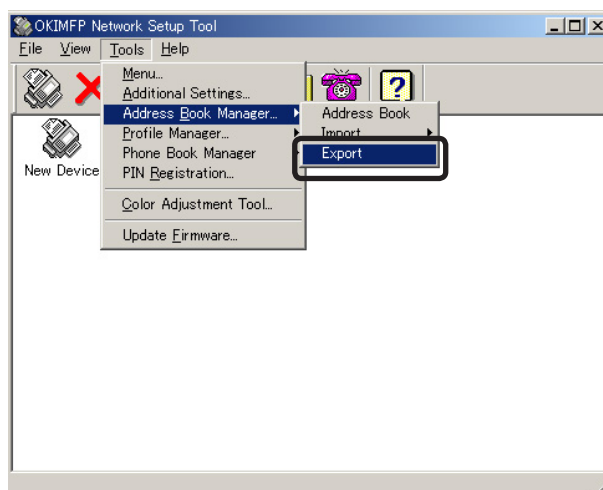 OKIMFP Network Setup Tool
File View Tools Help
Menu...
Additional Settings...
Address Book Manager...
Profile Manager...
Phone Book Manager
PIN Registration...
Color Adjustment Tool...
Update Firmware...
Address Book
Import
Export
New Device
?